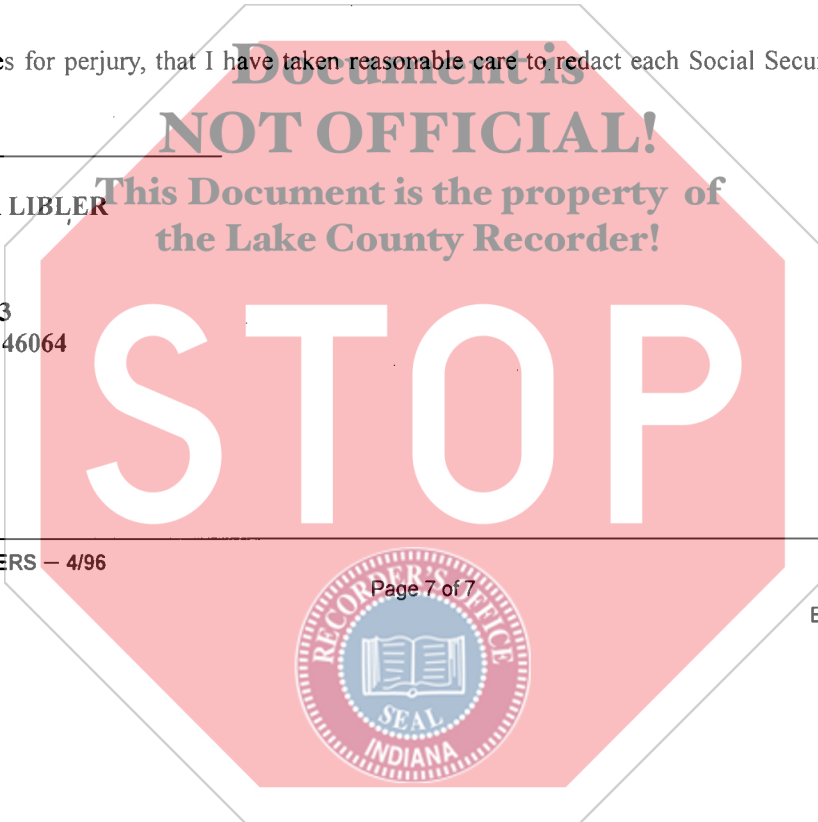 es for perjury, that I have taken reasonable care to redact each Social Secu
Document is
NOT OFFICIAL!
This Document is the property of
the Lake County Recorder!
LIBLER
3
46064
STOP
ERS — 4/96
Page 7 of 7
RECORDER'S OFFICE
SEAL
INDIANA